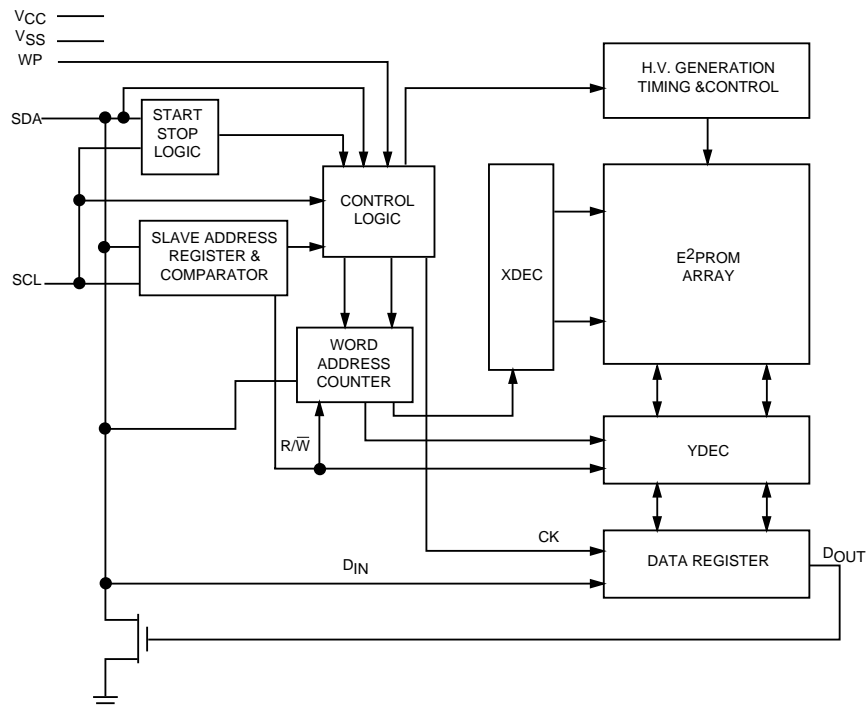 VCC
VSS
WP
H.V. GENERATION
TIMING &CONTROL
SDA
START
STOP
LOGIC
CONTROL
LOGIC
SLAVE ADDRESS
REGISTER &
COMPARATOR
SCL
XDEC
E²PROM
ARRAY
WORD
ADDRESS
COUNTER
R/W̅
YDEC
CK
DIN
DATA REGISTER
DOUT